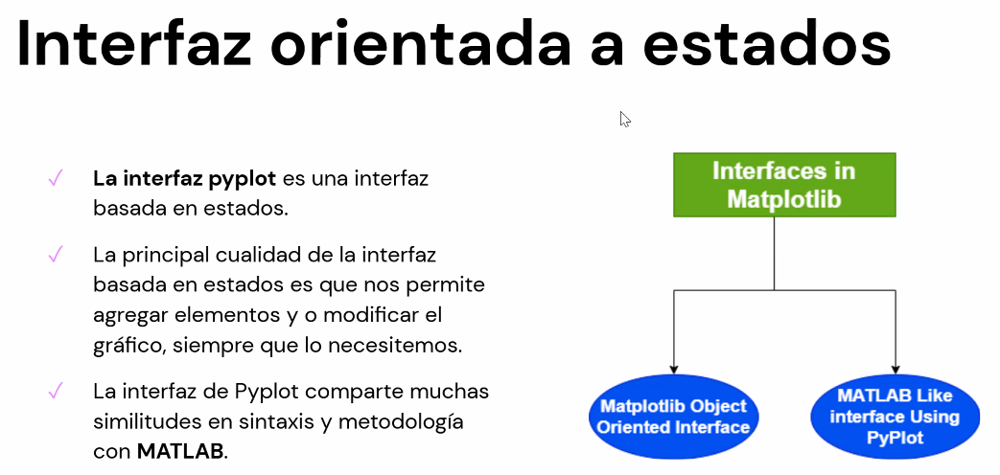 Interfaz orientada a estados
✓ La interfaz pyplot es una interfaz
basada en estados.
✓ La principal cualidad de la interfaz
basada en estados es que nos permite
agregar elementos y o modificar el
gráfico, siempre que lo necesitemos.
✓ La interfaz de Pyplot comparte muchas
similitudes en sintaxis y metodología
con MATLAB.
Interfaces in
Matplotlib
Matplotlib Object
Oriented Interface
MATLAB Like
interface Using
PyPlot